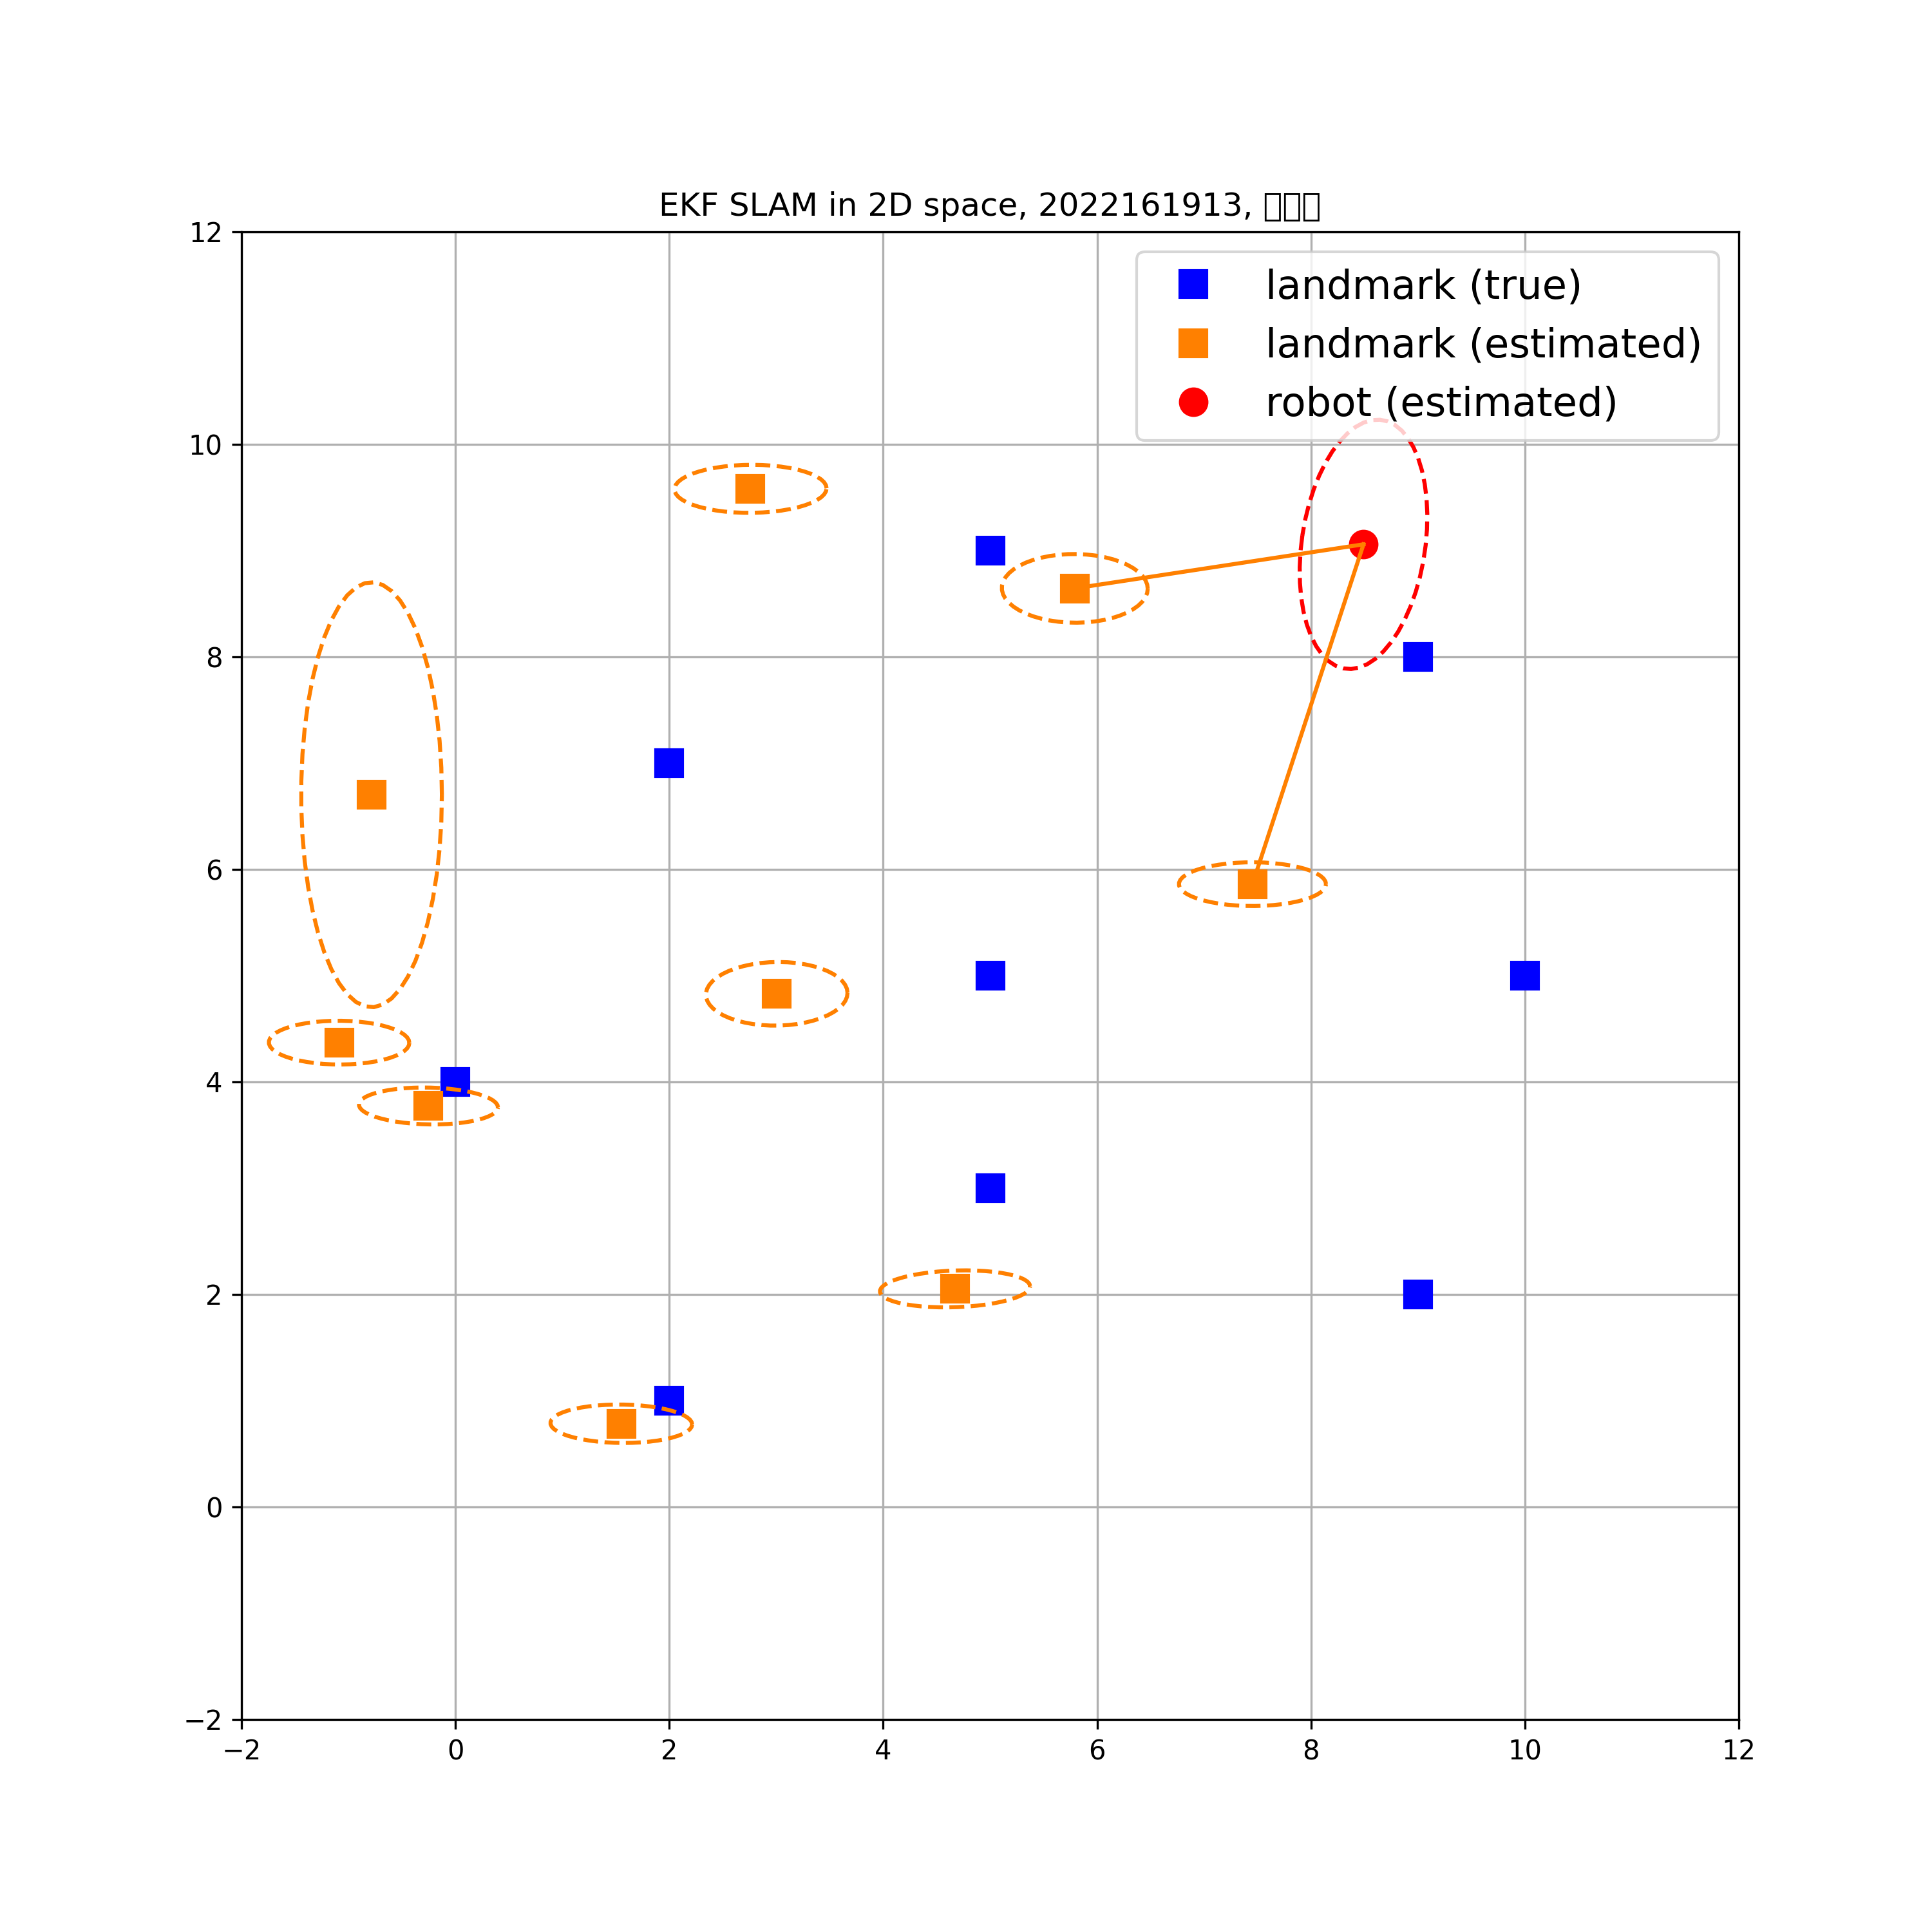 EKF SLAM in 2D space, 2022161913,
12
landmark (true)
landmark (estimated)
robot (estimated)
10
8
6
4
2
0
−2
−2 0 2 4 6 8 10 12